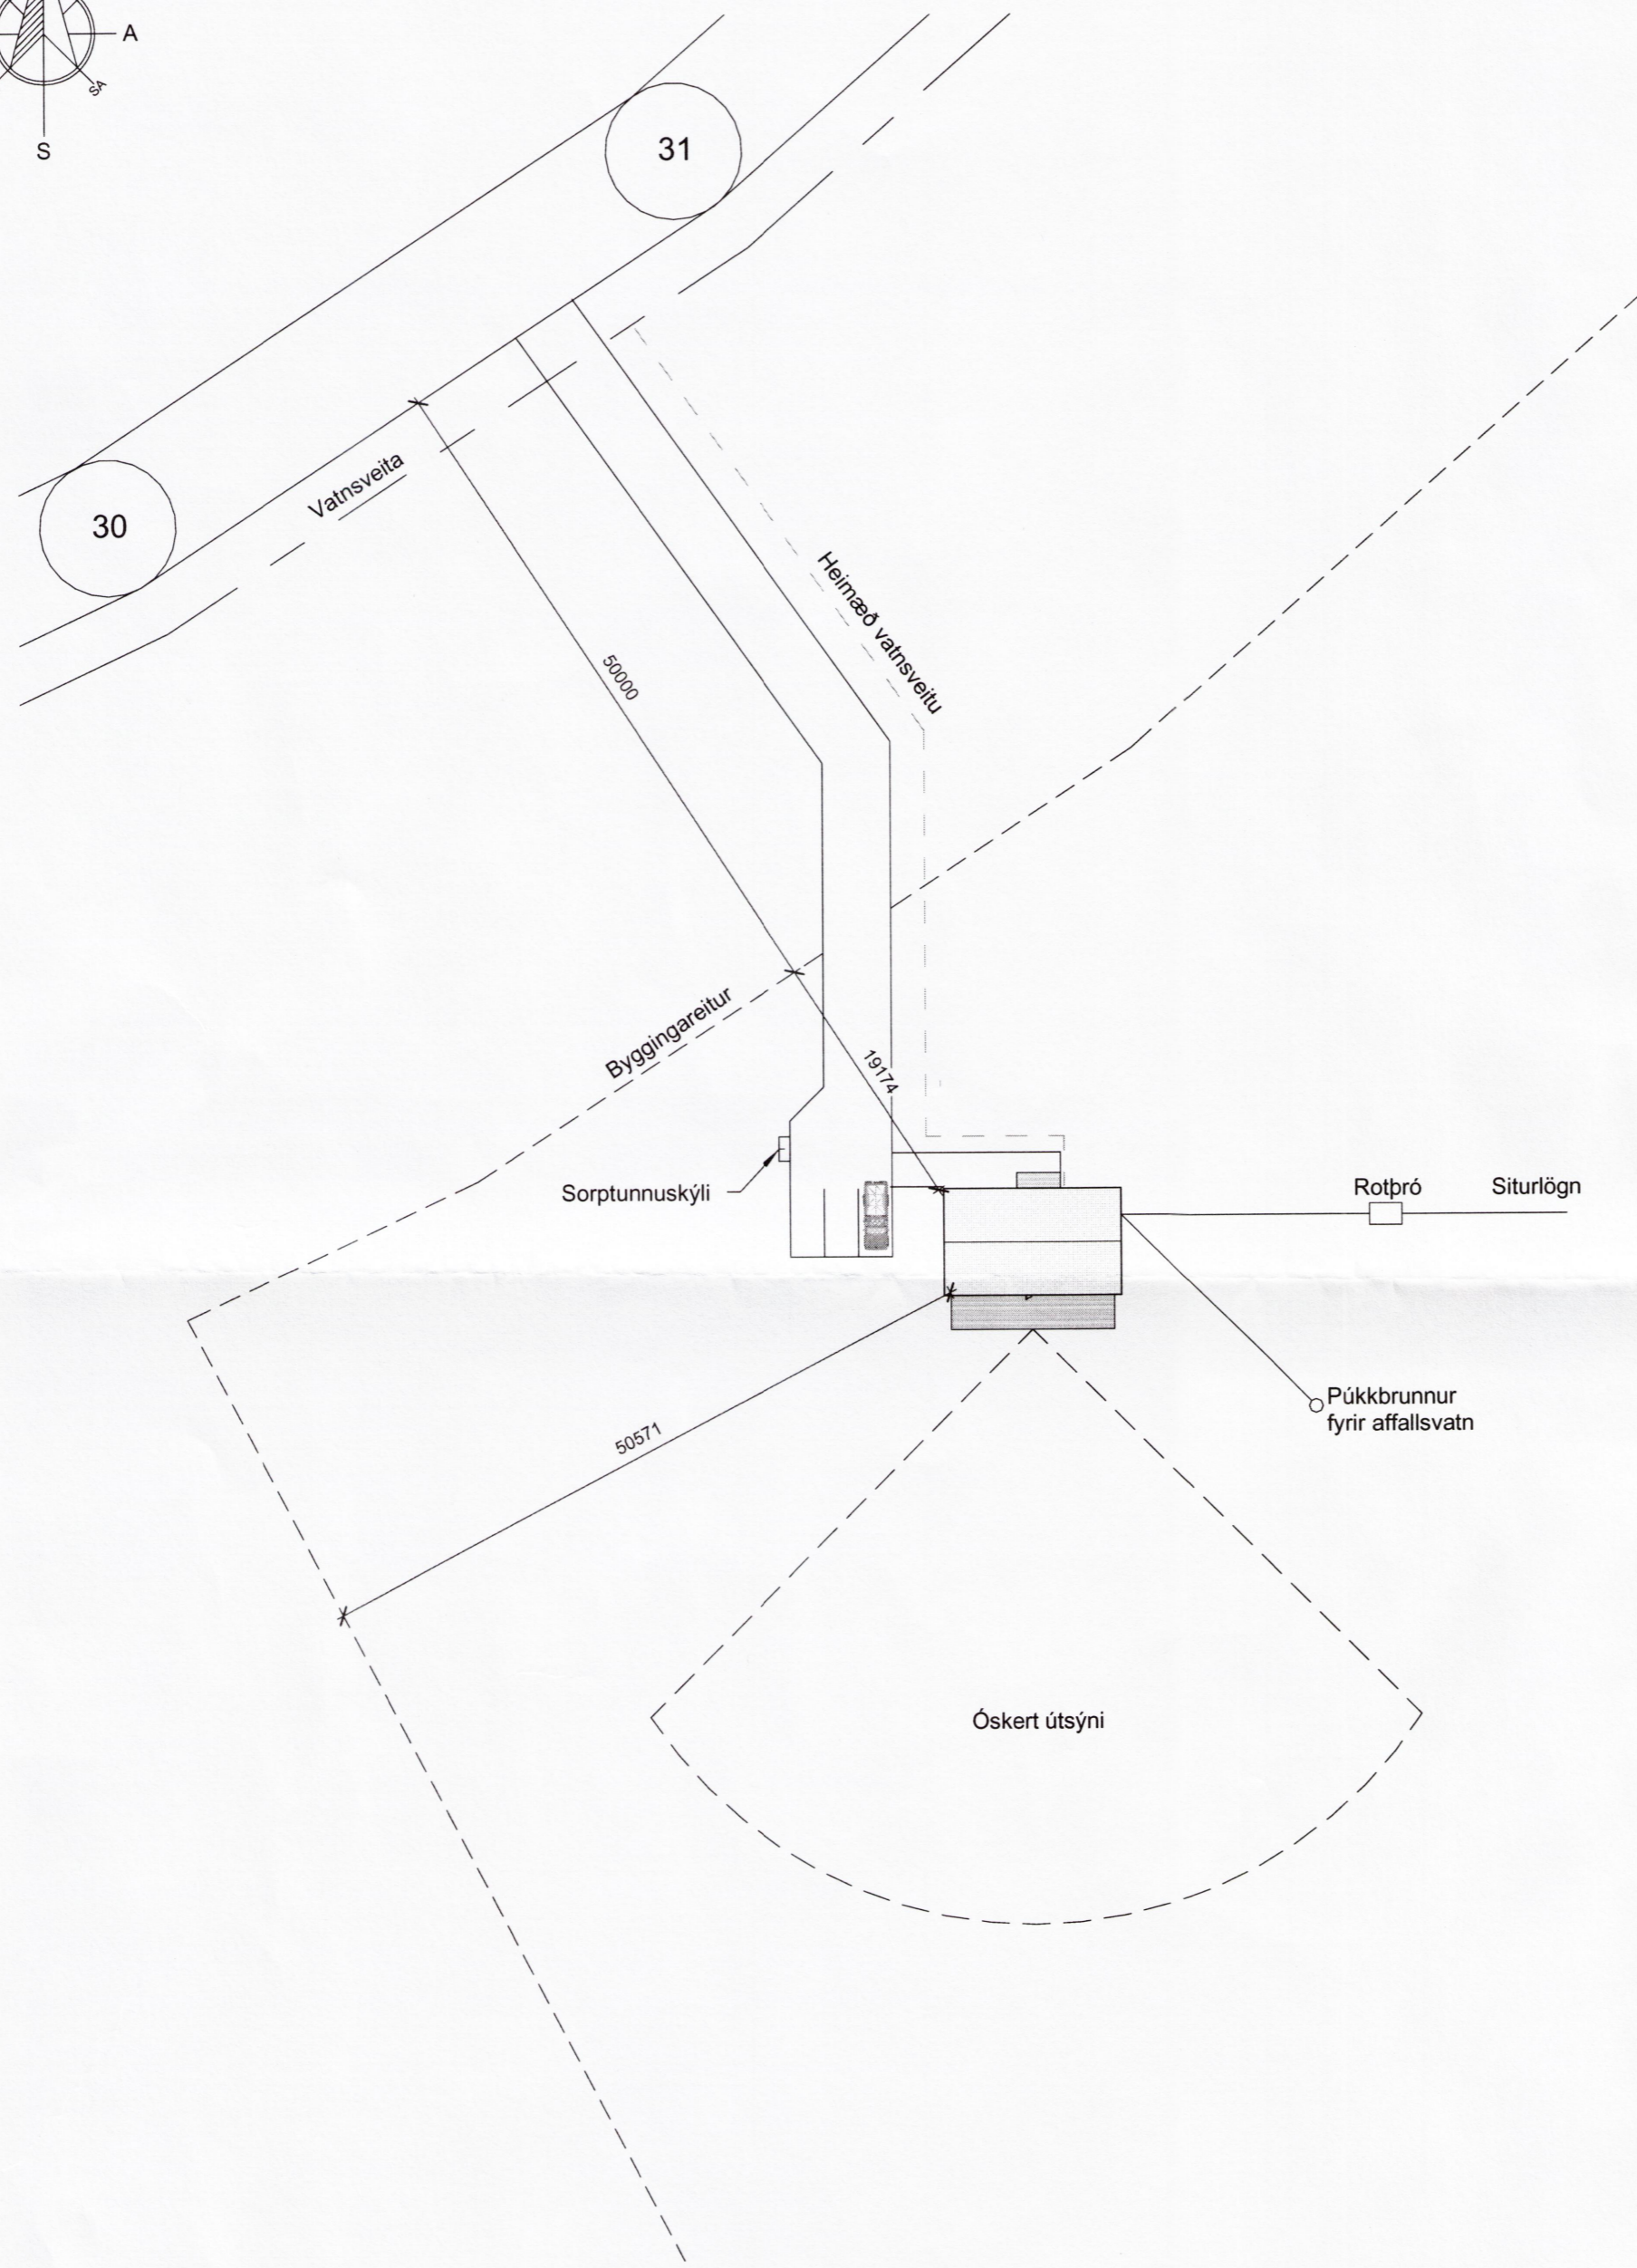 A
SA
S
31
30
Vatnsveita
Heimæð vatnsveitu
50000
Byggingareitur
19174
Sorptunnuskýli
Rotþró
Siturlögn
Púkkbrunnur
fyrir affallsvatn
50571
Óskert útsýni